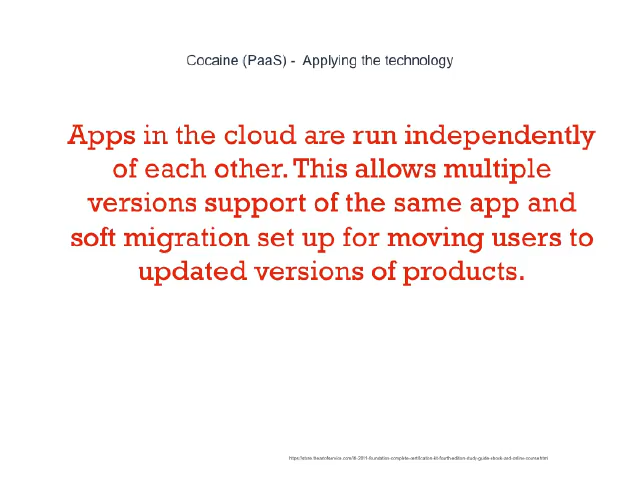 Cocaine (PaaS) -  Applying the technology
Apps in the cloud are run independently
of each other. This allows multiple
versions support of the same app and
soft migration set up for moving users to
updated versions of products.